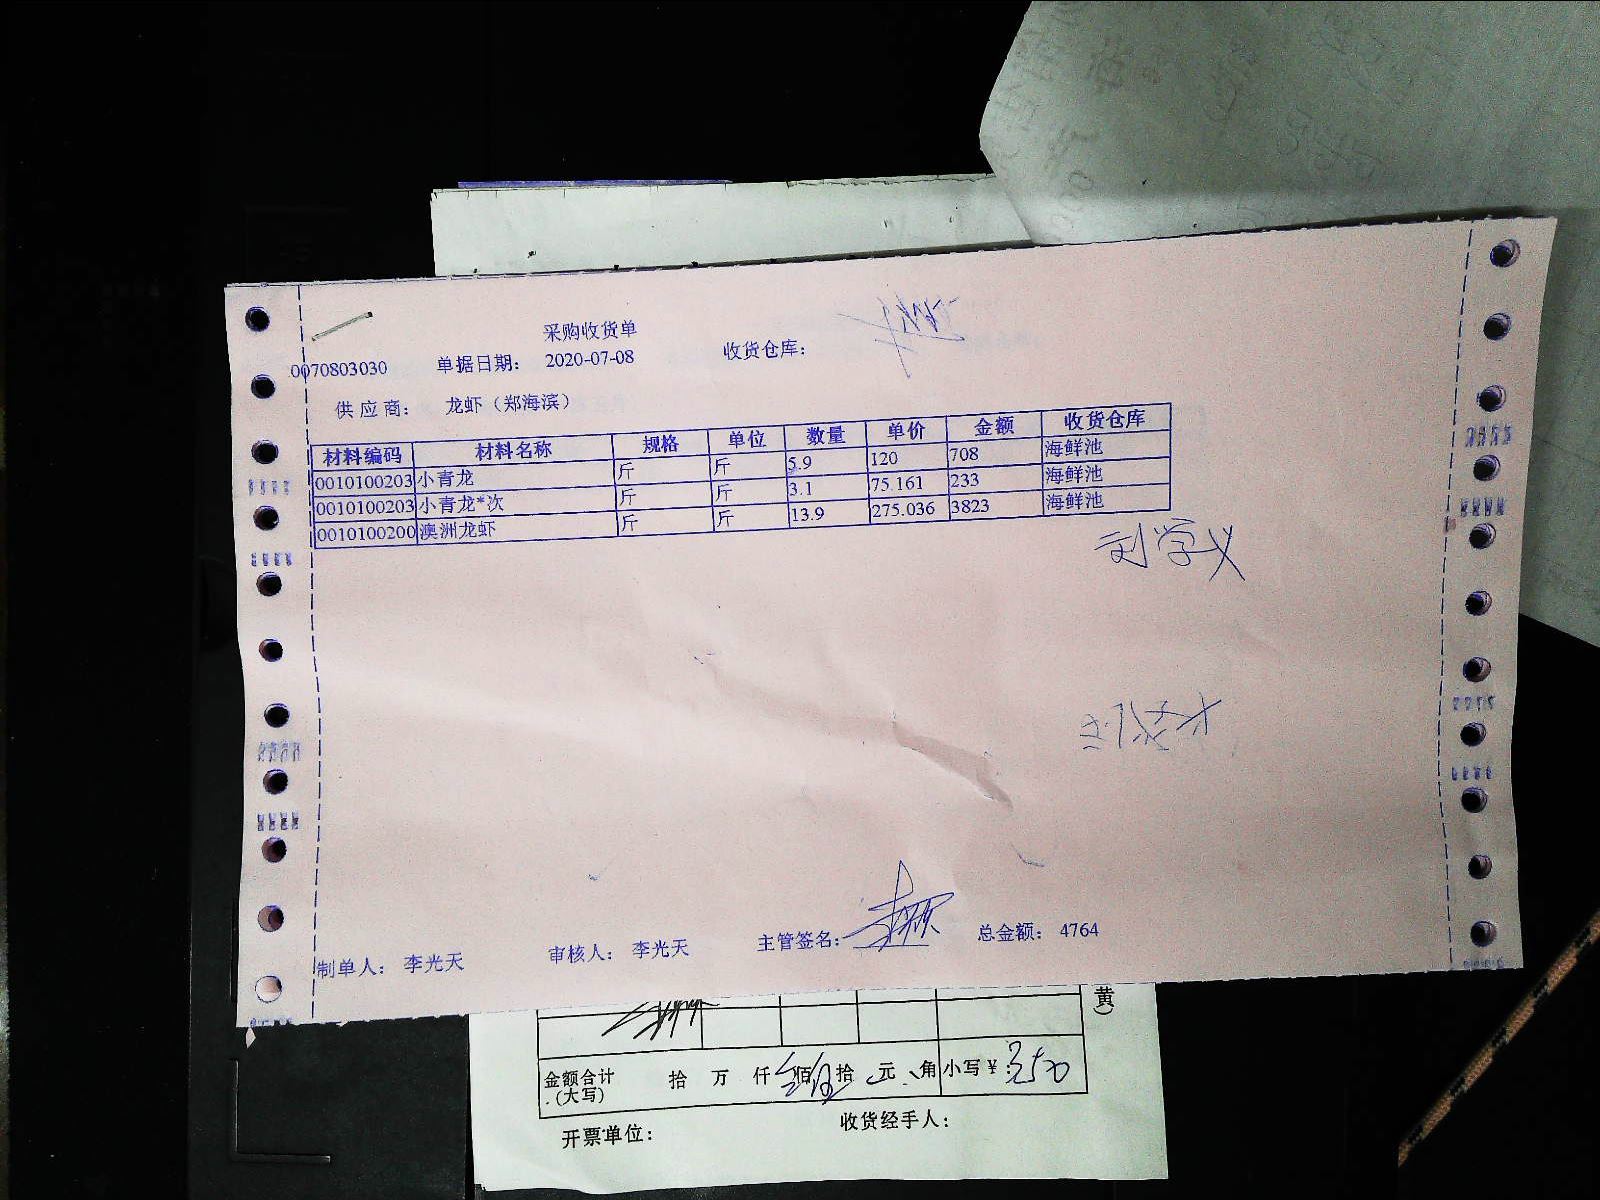 采购收货单
0070803030 单据日期: 2020-07-08 收货仓库:
供应商: 龙虾（郑海滨）
材料编码 材料名称 规格 单位 数量 单价 金额 收货仓库
0010100203 小青龙 斤 斤 5.9 120 708 海鲜池
0010100203 小青龙*次 斤 斤 3.1 75.161 233 海鲜池
0010100200 澳洲龙虾 斤 斤 13.9 275.036 3823 海鲜池
刘学义
制单人: 李光天 审核人: 李光天 主管签名: 总金额: 4764
黄）
金额合计 拾 万 仟 佰 拾 元 角 小写¥: 350
(大写)
开票单位: 收货经手人: